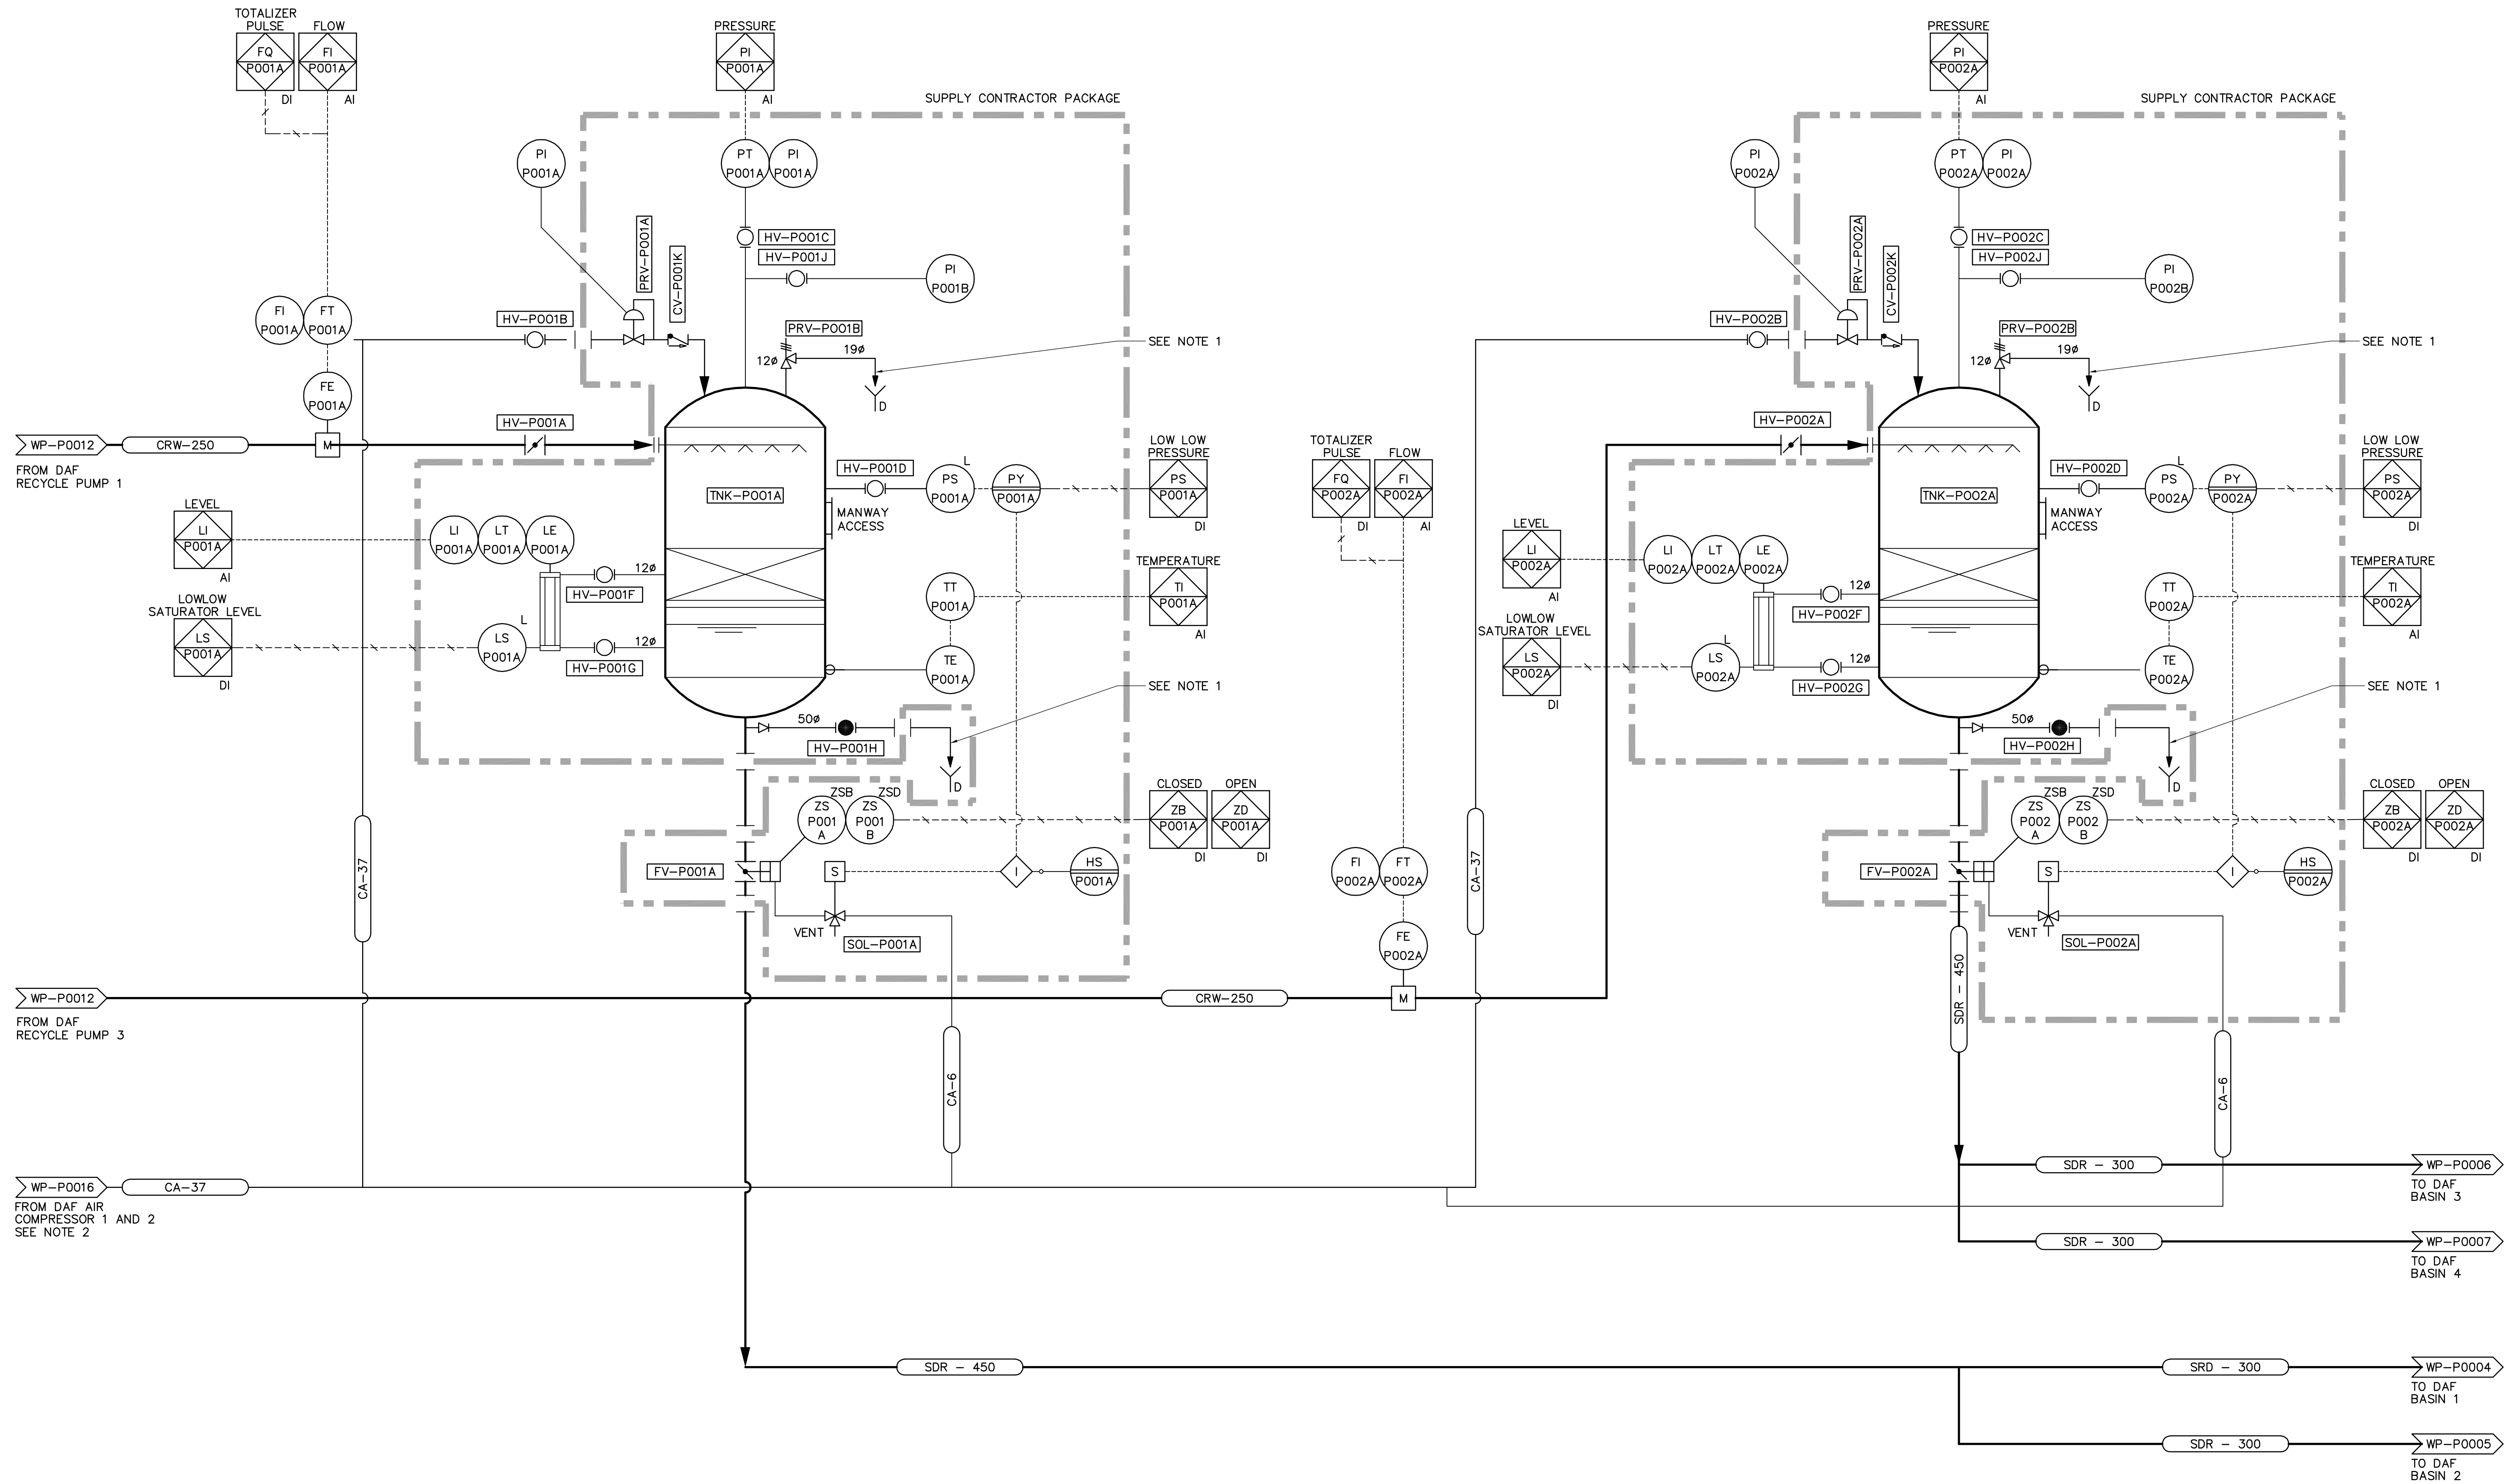 TOTALIZER
PULSE
FLOW
FQ
P001A
DI
FI
P001A
AI
PRESSURE
PI
P001A
AI
SUPPLY CONTRACTOR PACKAGE
PI
P001A
PT
P001A
PI
P001A
PRV-P001A
CV-P001K
HV-P001C
HV-P001J
PI
P001B
FI
P001A
FT
P001A
HV-P001B
PRV-P001B
12ø
19ø
D
SEE NOTE 1
FE
P001A
HV-P001A
WP-P0012
CRW-250
M
FROM DAF
RECYCLE PUMP 1
TNK-P001A
HV-P001D
L
PS
P001A
PY
P001A
LOW LOW
PRESSURE
PS
P001A
DI
MANWAY
ACCESS
LEVEL
LI
P001A
AI
LI
P001A
LT
P001A
LE
P001A
12ø
HV-P001F
TEMPERATURE
TT
P001A
TI
P001A
AI
LOWLOW
SATURATOR LEVEL
LS
P001A
DI
L
LS
P001A
12ø
HV-P001G
TE
P001A
SEE NOTE 1
50ø
HV-P001H
D
ZSB
ZSD
ZS
P001
A
ZS
P001
B
CLOSED
OPEN
ZB
P001A
DI
ZD
P001A
DI
FV-P001A
S
I
HS
P001A
VENT
SOL-P001A
CA-37
WP-P0012
CRW-250
M
FROM DAF
RECYCLE PUMP 3
CA-6
WP-P0016
CA-37
FROM DAF AIR
COMPRESSOR 1 AND 2
SEE NOTE 2
SDR - 450
TOTALIZER
PULSE
FLOW
FQ
P002A
DI
FI
P002A
AI
FI
P002A
FT
P002A
FE
P002A
CA-37
PRESSURE
PI
P002A
AI
SUPPLY CONTRACTOR PACKAGE
PI
P002A
PT
P002A
PI
P002A
PRV-P002A
CV-P002K
HV-P002C
HV-P002J
PI
P002B
HV-P002B
PRV-P002B
12ø
19ø
D
SEE NOTE 1
HV-P002A
TNK-P002A
HV-P002D
L
PS
P002A
PY
P002A
LOW LOW
PRESSURE
PS
P002A
DI
MANWAY
ACCESS
LEVEL
LI
P002A
AI
LI
P002A
LT
P002A
LE
P002A
12ø
HV-P002F
TEMPERATURE
TT
P002A
TI
P002A
AI
LOWLOW
SATURATOR LEVEL
LS
P002A
DI
L
LS
P002A
12ø
HV-P002G
TE
P002A
SEE NOTE 1
50ø
HV-P002H
D
ZSB
ZSD
ZS
P002
A
ZS
P002
B
CLOSED
OPEN
ZB
P002A
DI
ZD
P002A
DI
FV-P002A
S
I
HS
P002A
VENT
SOL-P002A
SDR - 450
CA-6
SDR - 300
WP-P0006
TO DAF
BASIN 3
SDR - 300
WP-P0007
TO DAF
BASIN 4
SRD - 300
WP-P0004
TO DAF
BASIN 1
SDR - 300
WP-P0005
TO DAF
BASIN 2